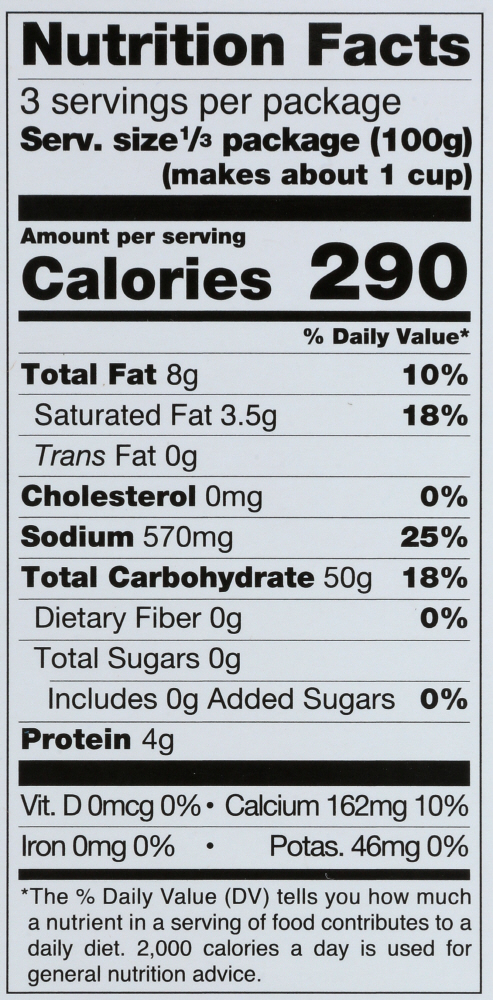 Nutrition Facts
3 servings per package
Serv. size 1/3 package (100g)
(makes about 1 cup)
Amount per serving
Calories 290
% Daily Value*
Total Fat 8g 10%
Saturated Fat 3.5g 18%
Trans Fat 0g
Cholesterol 0mg 0%
Sodium 570mg 25%
Total Carbohydrate 50g 18%
Dietary Fiber 0g 0%
Total Sugars 0g
Includes 0g Added Sugars 0%
Protein 4g
Vit. D 0mcg 0% • Calcium 162mg 10%
Iron 0mg 0% • Potas. 46mg 0%
*The % Daily Value (DV) tells you how much
a nutrient in a serving of food contributes to a
daily diet. 2,000 calories a day is used for
general nutrition advice.